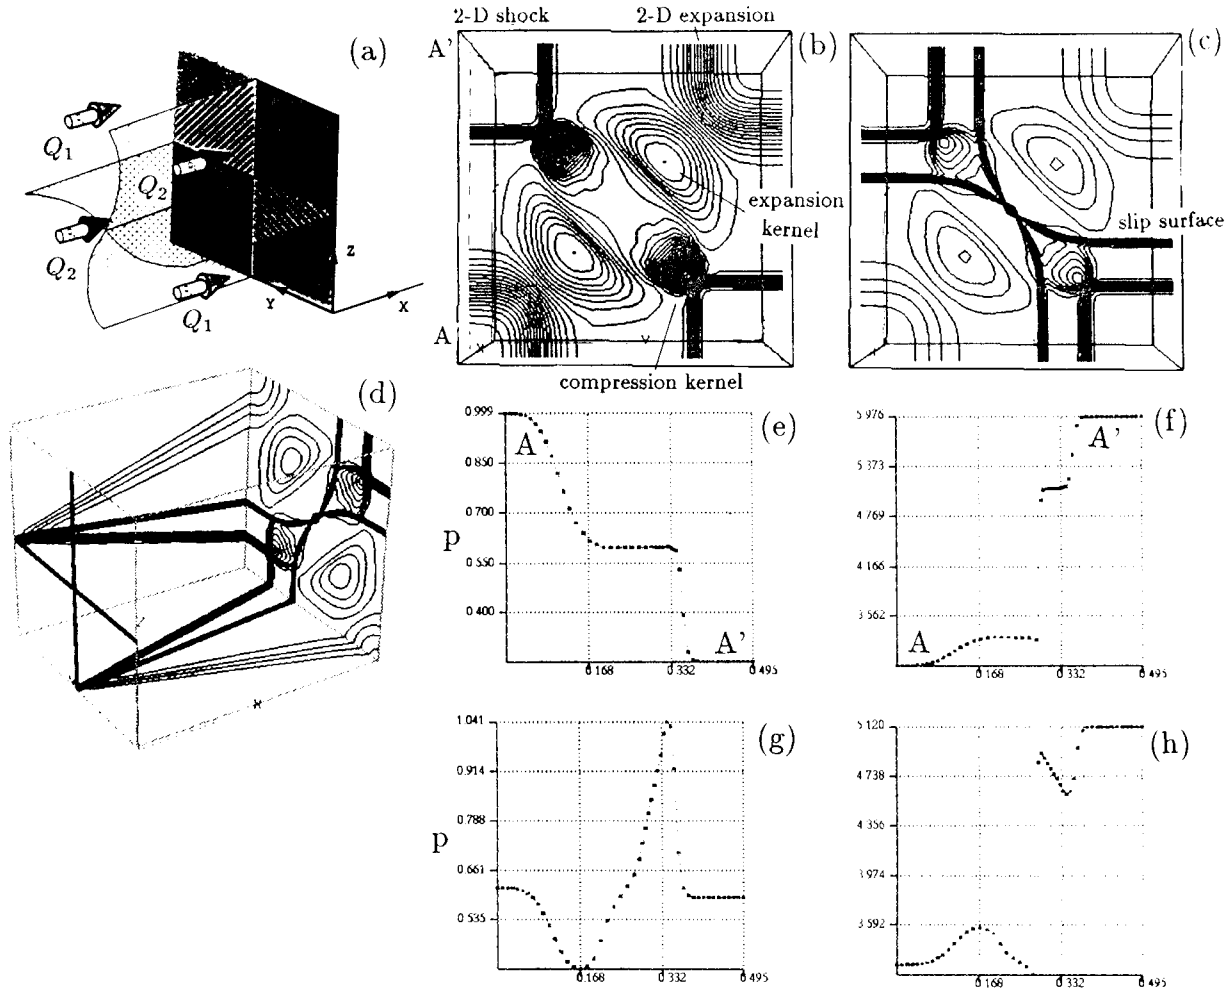 2-D shock
2-D expansion
(a)
A'
(b)
(c)
Q1
Q2
Q2
Q1
Z
Y
X
expansion
kernel
slip surface
A
compression kernel
(d)
(e)
0.999
0.850
0.700
0.550
0.400
p
A
A'
0.168
0.332
0.495
(f)
5 976
5 373
4 769
4 166
3 562
A
A'
0.168
0.332
0.495
(g)
1.041
0.914
0.788
0.661
0.535
p
0.168
0.332
0.495
(h)
5 120
4 738
4 356
3 974
3 592
0.168
0.332
0.495